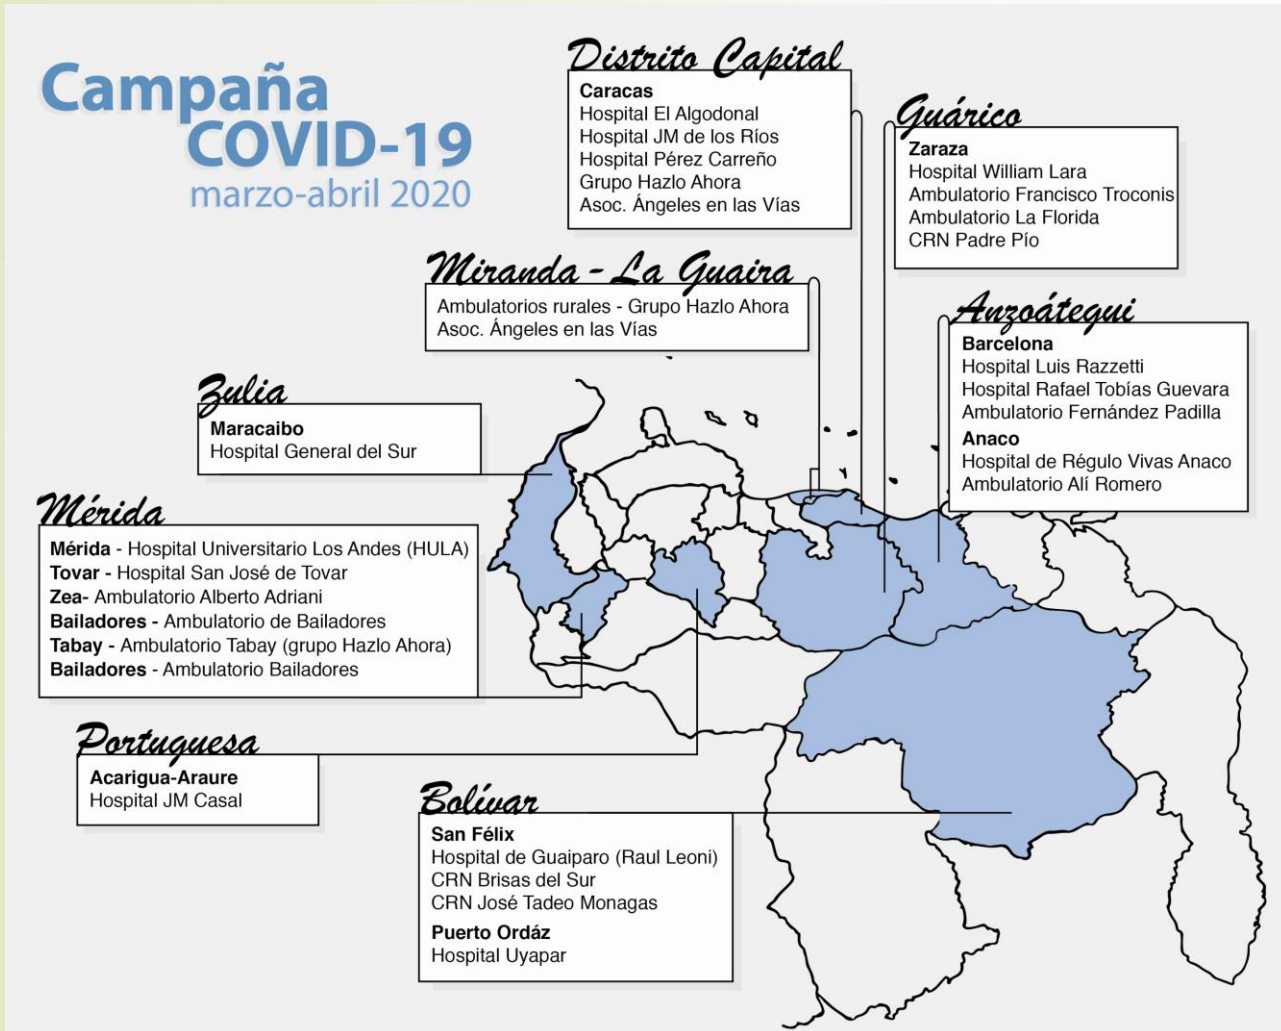 Campaña
COVID-19
marzo-abril 2020
Distrito Capital
Caracas
Hospital El Algodonal
Hospital JM de los Ríos
Hospital Pérez Carreño
Grupo Hazlo Ahora
Asoc. Ángeles en las Vías
Guárico
Zaraza
Hospital William Lara
Ambulatorio Francisco Troconis
Ambulatorio La Florida
CRN Padre Pío
Miranda - La Guaira
Ambulatorios rurales - Grupo Hazlo Ahora
Asoc. Ángeles en las Vías
Anzoátegui
Barcelona
Hospital Luis Razzetti
Hospital Rafael Tobías Guevara
Ambulatorio Fernández Padilla
Anaco
Hospital de Régulo Vivas Anaco
Ambulatorio Alí Romero
Zulia
Maracaibo
Hospital General del Sur
Mérida
Mérida - Hospital Universitario Los Andes (HULA)
Tovar - Hospital San José de Tovar
Zea- Ambulatorio Alberto Adriani
Bailadores - Ambulatorio de Bailadores
Tabay - Ambulatorio Tabay (grupo Hazlo Ahora)
Bailadores - Ambulatorio Bailadores
Portuguesa
Acarigua-Araure
Hospital JM Casal
Bolívar
San Félix
Hospital de Guaiparo (Raul Leoni)
CRN Brisas del Sur
CRN José Tadeo Monagas
Puerto Ordáz
Hospital Uyapar